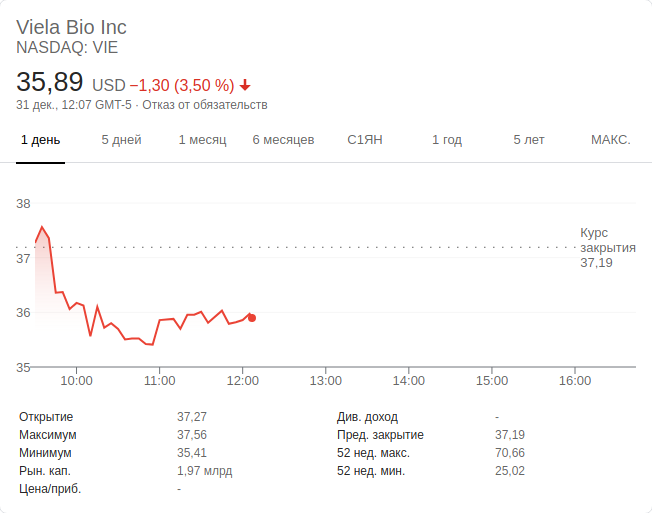 Viela Bio Inc
NASDAQ: VIE
35,89 USD −1,30 (3,50 %)
31 дек., 12:07 GMT-5 · Отказ от обязательств
1 день 5 дней 1 месяц 6 месяцев С1ЯН 1 год 5 лет МАКС.
38
Курс
закрытия
37,19
37
36
35
10:00 11:00 12:00 13:00 14:00 15:00 16:00
Открытие 37,27 Див. доход -
Максимум 37,56 Пред. закрытие 37,19
Минимум 35,41 52 нед. макс. 70,66
Рын. кап. 1,97 млрд 52 нед. мин. 25,02
Цена/приб. -